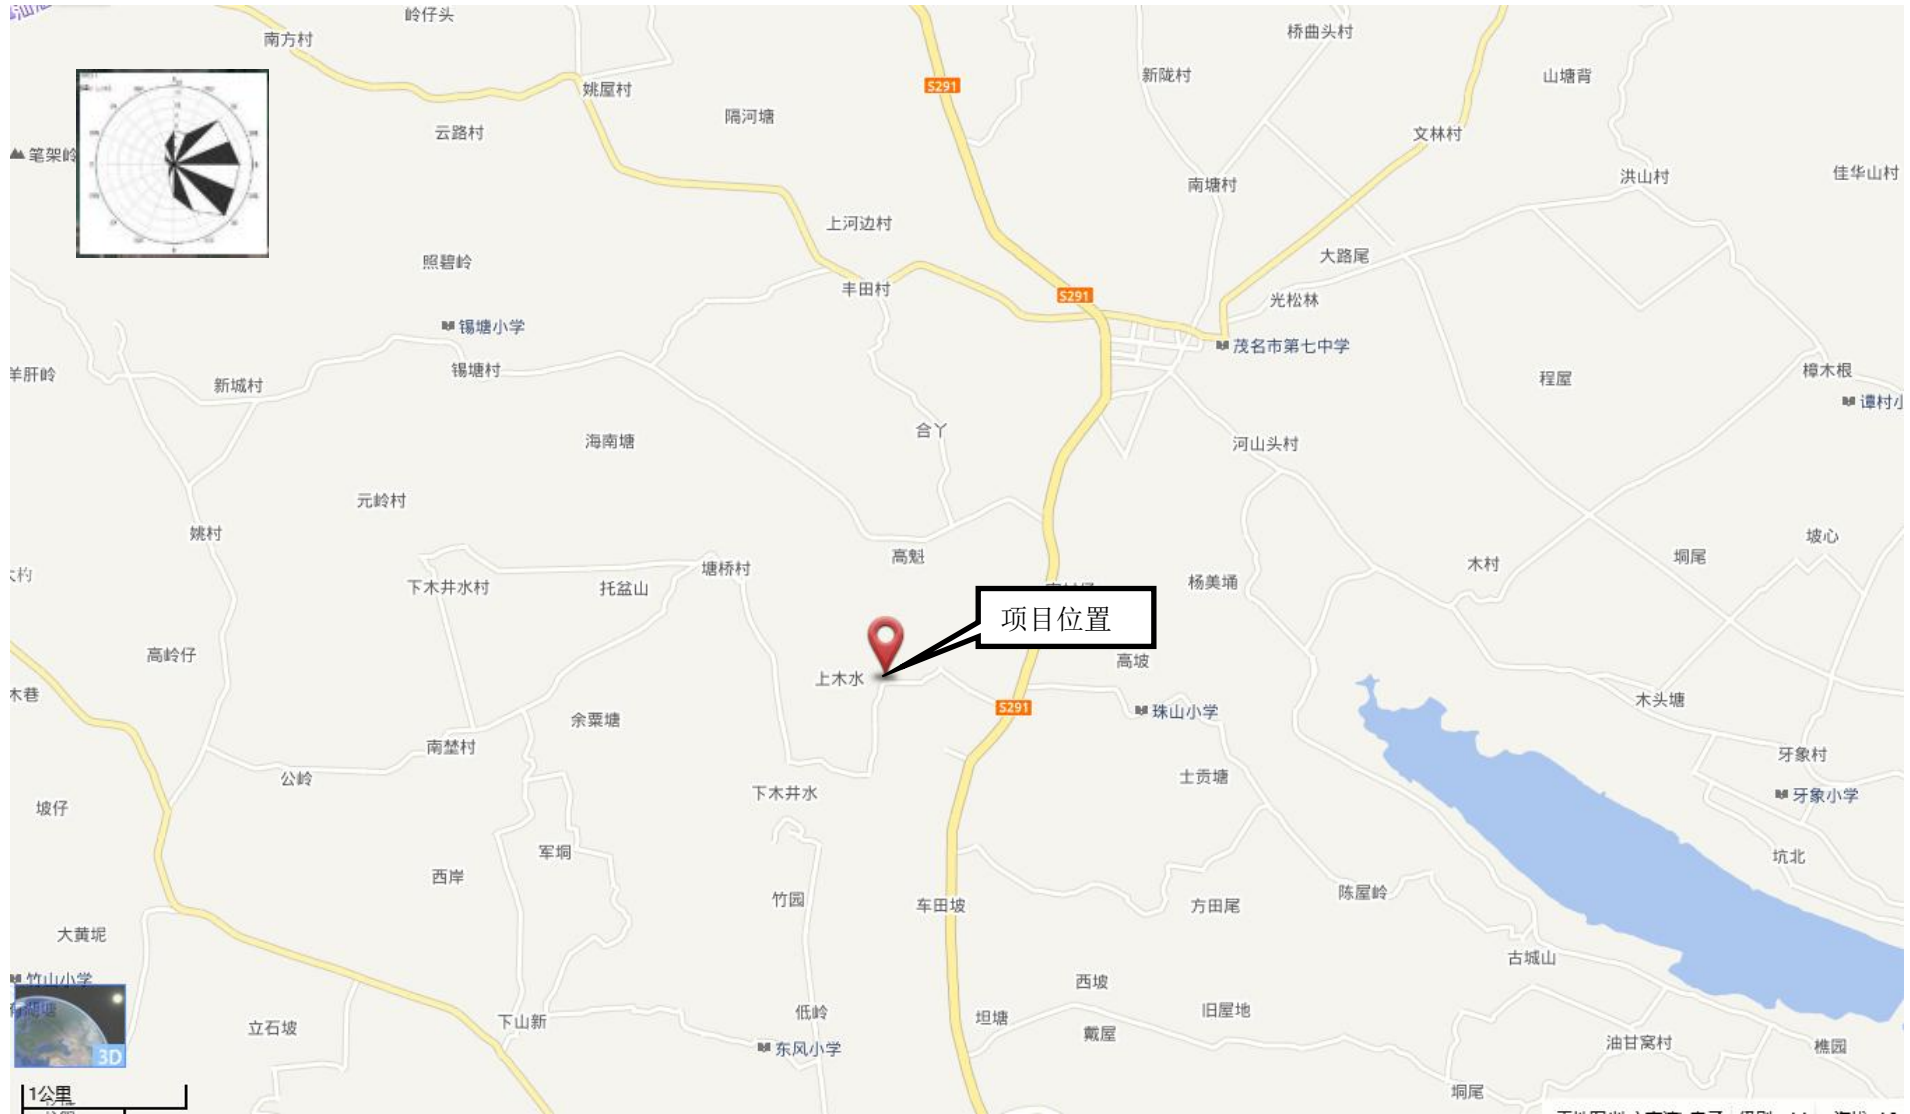 岭仔头
南方村
桥曲头村
新陇村
山塘背
S291
姚屋村
隔河塘
云路村
文林村
笔架岭
洪山村
佳华山村
南塘村
上河边村
照碧岭
大路尾
丰田村
S291
光松林
锡塘小学
茂名市第七中学
羊肝岭
锡塘村
新城村
程屋
樟木根
谭村小
合丫
海南塘
河山头村
元岭村
姚村
坡心
高魁
垌尾
塘桥村
木村
下木井水村
托盆山
杨美埇
项目位置
高岭仔
高坡
上木水
木巷
木头塘
S291
珠山小学
余粟塘
南埜村
牙象村
公岭
士贡塘
下木井水
牙象小学
坡仔
军垌
坑北
西岸
陈屋岭
竹园
车田坡
方田尾
大黄坭
古城山
竹山小学
西坡
旧屋地
低岭
坦塘
下山新
立石坡
戴屋
油甘窝村
樵园
东风小学
3D
垌尾
1公里